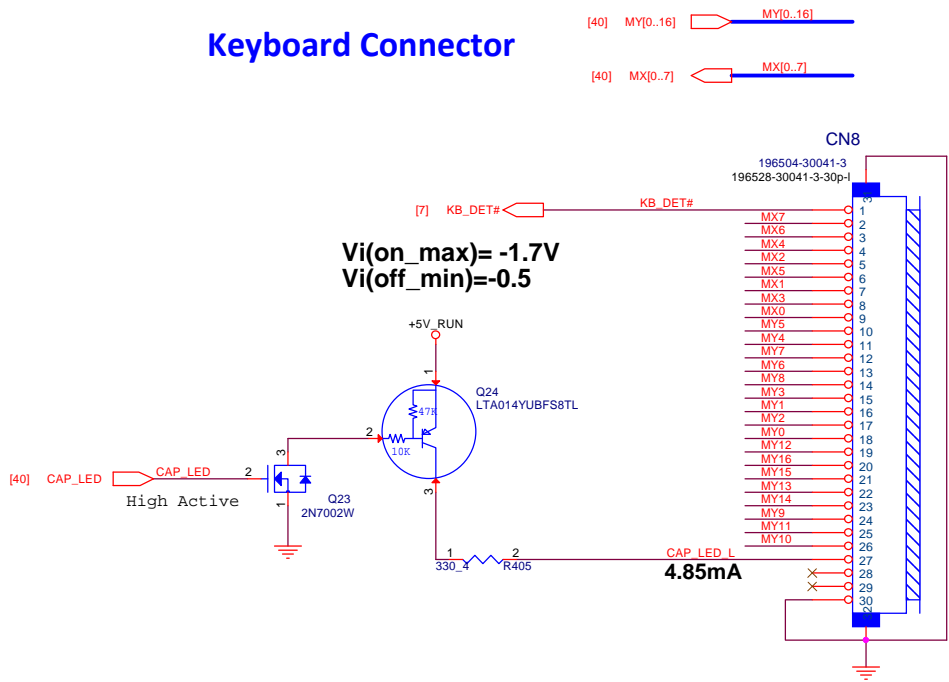 Keyboard Connector
[40] MY[0..16] MY[0..16]
[40] MX[0..7] MX[0..7]
CN8
196504-30041-3
196528-30041-3-30p-l
31
[7] KB_DET# KB_DET# 1
MX7 2
MX6 3
MX4 4
MX2 5
MX5 6
MX1 7
MX3 8
MX0 9
MY5 10
MY4 11
MY7 12
MY6 13
MY8 14
MY3 15
MY1 16
MY2 17
MY0 18
MY12 19
MY16 20
MY15 21
MY13 22
MY14 23
MY9 24
MY11 25
MY10 26
CAP_LED_L 27
28
29
30
32
Vi(on_max)= -1.7V
Vi(off_min)=-0.5
+5V_RUN
1
Q24
LTA014YUBFS8TL
47K
2
10K
3
3
[40] CAP_LED CAP_LED 2
High Active
1
Q23
2N7002W
1 2
330_4 R405
4.85mA